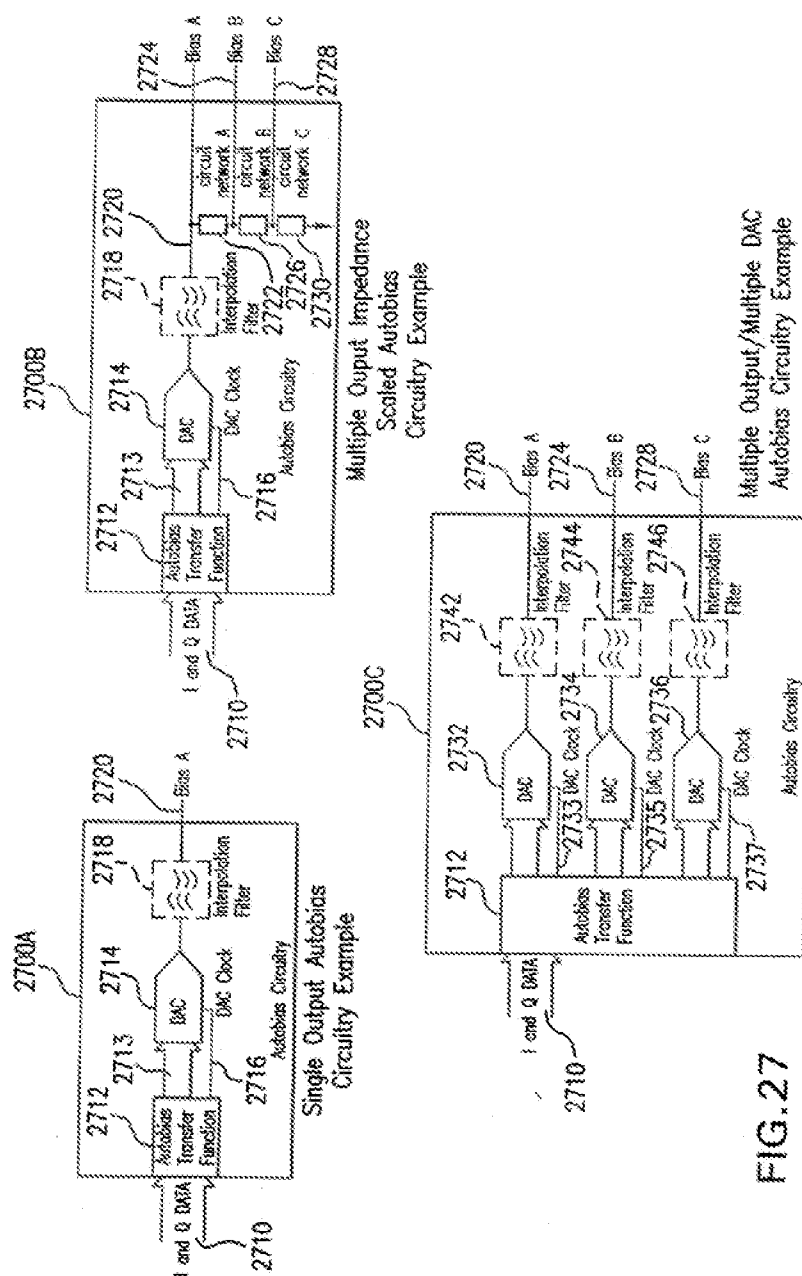 2700A
2712
2713
2714
2718
2720
I and Q DATA
Autobias
Transfer
Function
DAC
Interpolation
Filter
Bias A
DAC Clock
2710
2716
Autobias Circuitry
Single Output Autobias
Circuitry Example
2700B
2712
2713
2714
2718
2720
2724
I and Q DATA
Autobias
Transfer
Function
DAC
Interpolation
Filter
Bias A
circuit
network A
Bias B
circuit
network B
Bias C
circuit
network C
DAC Clock
2710
2716
2722
2726
2730
2728
Autobias Circuitry
Multiple Ouput Impedance
Scaled Autobias
Circuitry Example
2700C
2712
2732
2742
2720
I and Q DATA
2710
Autobias
Transfer
Function
DAC
Interpolation
Filter
Bias A
DAC Clock
2733
2734
2744
2724
DAC
Interpolation
Filter
Bias B
DAC Clock
2735
2736
2746
2728
DAC
Interpolation
Filter
Bias C
DAC Clock
2737
Autobias Circuitry
Multiple Output/Multiple DAC
Autobias Circuitry Example
FIG.27